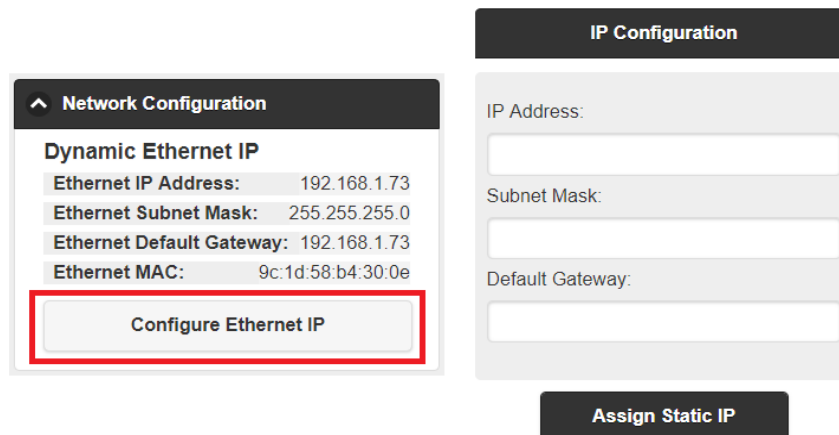 Network Configuration
Dynamic Ethernet IP
Ethernet IP Address: 192.168.1.73
Ethernet Subnet Mask: 255.255.255.0
Ethernet Default Gateway: 192.168.1.73
Ethernet MAC: 9c:1d:58:b4:30:0e
Configure Ethernet IP
IP Configuration
IP Address:
Subnet Mask:
Default Gateway:
Assign Static IP